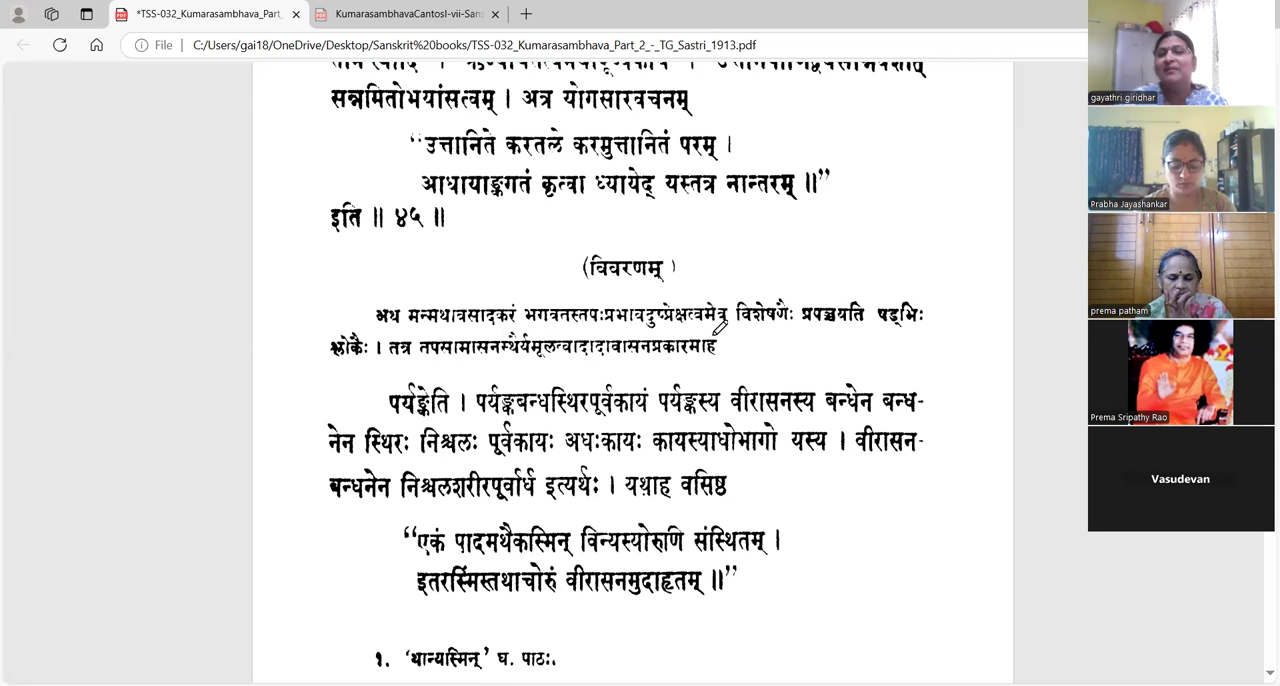 *TSS-032_Kumarasambhava_Part_
KumarasambhavaCantosI-vii-Sans
File
C:/Users/gai18/OneDrive/Desktop/Sanskrit%20books/TSS-032_Kumarasambhava_Part_2_-_TG_Sastri_1913.pdf
सन्नमितोभयांसत्वम् । अत्र योगसारवचनम्
“उत्तानिते करतले करमुत्तानितं परम् ।
आधायाङ्कगतं कृत्वा ध्यायेद् यस्तत्र नान्तरम् ॥”
इति ॥ ४५ ॥
(विवरणम्)
अथ मन्मथावसादकरं भगवतस्तपःप्रभावदुष्प्रेक्षत्वमेव विशेषणैः प्रपञ्चयति षड्भिः
श्लोकैः । तत्र तपसामासनस्थैर्यमूलत्वादादावासनप्रकारमाह
पर्यङ्केति । पर्यङ्कबन्धस्थिरपूर्वकायं पर्यङ्कस्य वीरासनस्य बन्धेन बन्ध-
नेन स्थिरः निश्चलः पूर्वकायः अधःकायः कायस्याधोभागो यस्य । वीरासन-
बन्धनेन निश्चलशरीरपूर्वार्ध इत्यर्थः । यथाह वसिष्ठ
“एकं पादमथैकस्मिन् विन्यस्योरुणि संस्थितम् ।
इतरस्मिंस्तथाचोरुं वीरासनमुदाहृतम् ॥”
१. ‘थान्यस्मिन्’ घ. पाठः.
gayathri giridhar
Prabha Jayashankar
prema patham
Prema Sripathy Rao
Vasudevan